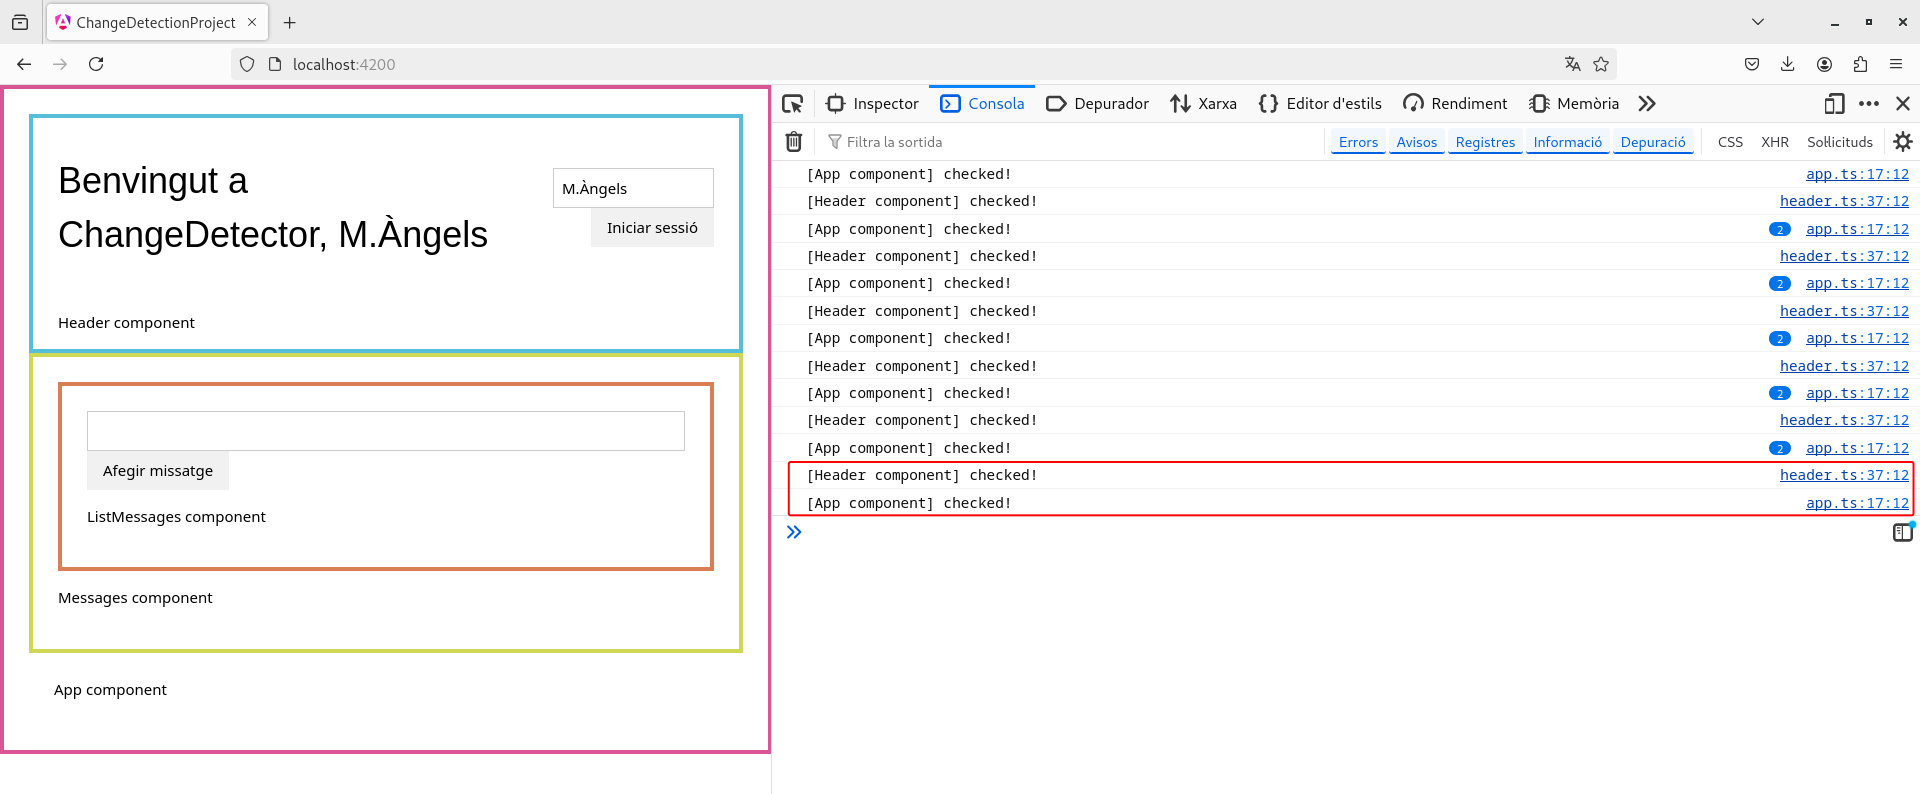 ChangeDetectionProject
localhost:4200
Benvingut a
ChangeDetector, M.Àngels
M.Àngels
Iniciar sessió
Header component
Afegir missatge
ListMessages component
Messages component
App component
Inspector Consola Depurador Xarxa Editor d'estils Rendiment Memòria
Filtra la sortida Errors Avisos Registres Informació Depuració CSS XHR Sol·licituds
[App component] checked! app.ts:17:12
[Header component] checked! header.ts:37:12
[App component] checked! 2 app.ts:17:12
[Header component] checked! header.ts:37:12
[App component] checked! 2 app.ts:17:12
[Header component] checked! header.ts:37:12
[App component] checked! 2 app.ts:17:12
[Header component] checked! header.ts:37:12
[App component] checked! 2 app.ts:17:12
[Header component] checked! header.ts:37:12
[App component] checked! 2 app.ts:17:12
[Header component] checked! header.ts:37:12
[App component] checked! app.ts:17:12